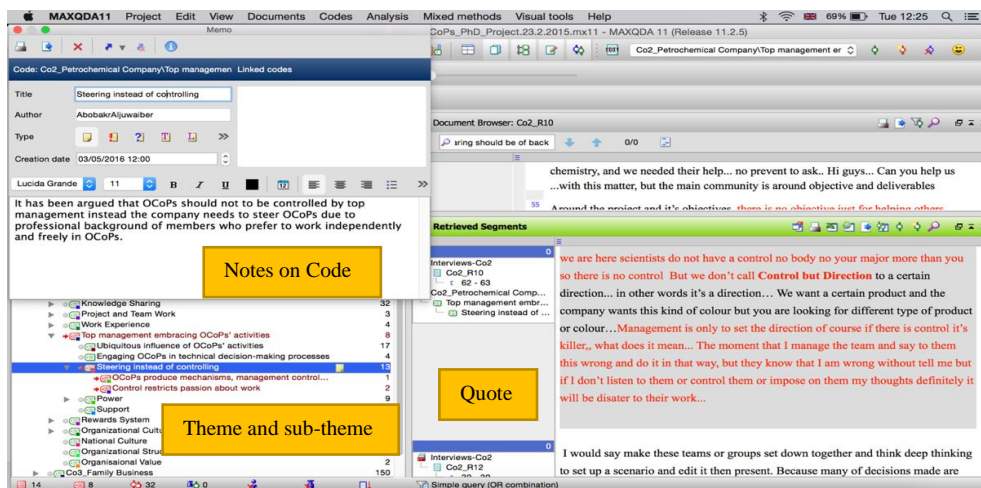 MAXQDA11 Project Edit View Documents Codes Analysis Mixed methods Visual tools Help 69% Tue 12:25
Memo
CoPs_PhD_Project.23.2.2015.mx11 - MAXQDA 11 (Release 11.2.5)
Co2_Petrochemical Company\Top management er
Code: Co2_Petrochemical Company\Top managemen Linked codes
Title Steering instead of controlling
Author AbobakrAljuwaiber
Type
Creation date 03/05/2016 12:00
Lucida Grande 11 B I U
It has been argued that OCoPs should not to be controlled by top
management instead the company needs to steer OCoPs due to
professional background of members who prefer to work independently
and freely in OCoPs.
Notes on Code
Document Browser: Co2_R10
aring should be of back 0/0
chemistry, and we needed their help... no prevent to ask.. Hi guys... Can you help us
...with this matter, but the main community is around objective and deliverables
55 Around the project and it's objectives, there is no objective just for helping others
Retrieved Segments
0
Interviews-Co2
Co2_R10
62 - 63
Co2_Petrochemical Comp...
Top management embr...
Steering instead of ...
we are here scientists do not have a control no body no your major more than you
so there is no control But we don't call Control but Direction to a certain
direction... in other words it's a direction… We want a certain product and the
company wants this kind of colour but you are looking for different type of product
or colour…Management is only to set the direction of course if there is control it's
killer,, what does it mean... The moment that I manage the team and say to them
this wrong and do it in that way, but they know that I am wrong without tell me but
if I don't listen to them or control them or impose on them my thoughts definitely it
will be disater to their work...
Quote
0
Interviews-Co2
Co2_R12
I would say make these teams or groups set down together and think deep thinking
to set up a scenario and edit it then present. Because many of decisions made are
Knowledge Sharing 32
Project and Team Work 3
Work Experience 4
Top management embracing OCoPs' activities 8
Ubiquitous influence of OCoPs' activities 17
Engaging OCoPs in technical decision-making processes 4
Steering instead of controlling 13
OCoPs produce mechanisms, management control... 1
Control restricts passion about work 2
Power 9
Support
Rewards System
Organizational Cultu
National Culture
Organizational Struc
Organisaional Value 2
Co3_Family Business 150
Theme and sub-theme
14 8 32 0
Simple query (OR combination)